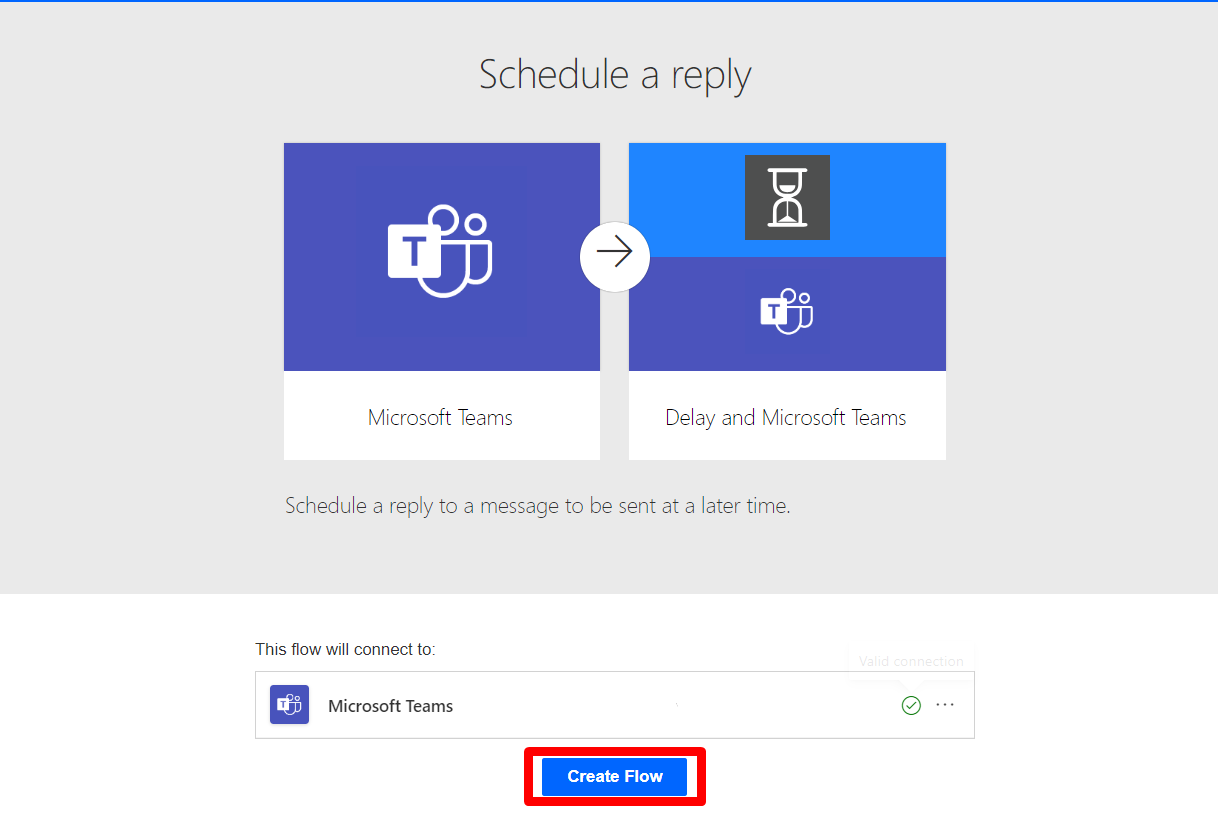 Schedule a reply
T
T
Microsoft Teams
Delay and Microsoft Teams
Schedule a reply to a message to be sent at a later time.
This flow will connect to:
Valid connection
T
Microsoft Teams
Create Flow